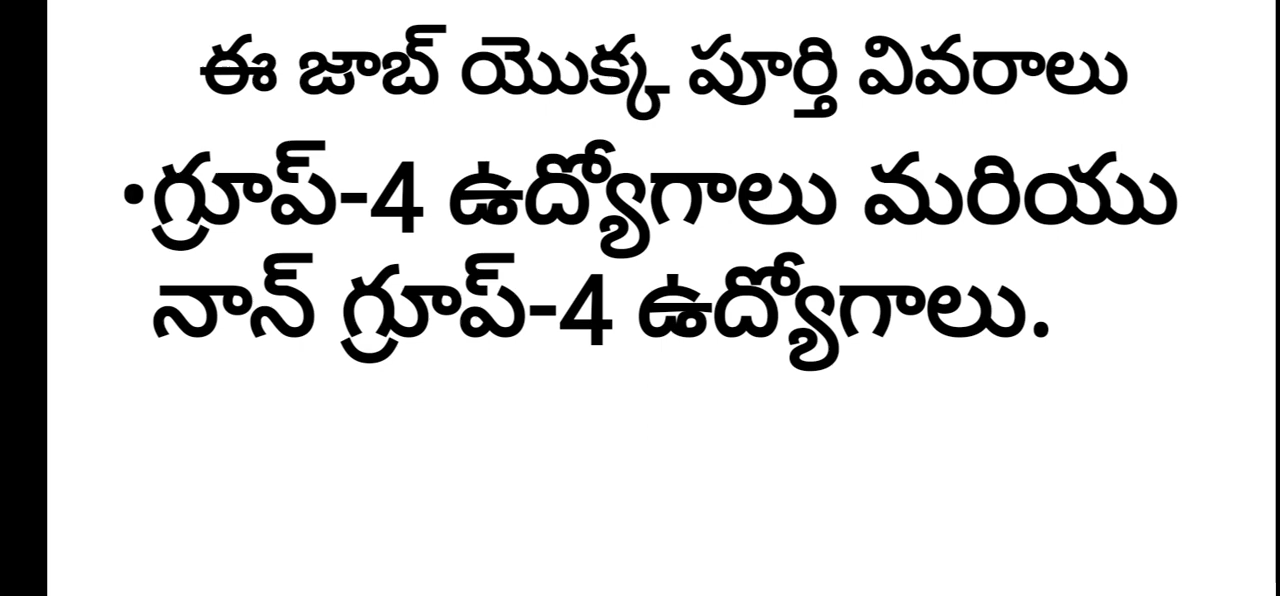 ఈ జాబ్ యొక్క పూర్తి వివరాలు
•గ్రూప్-4 ఉద్యోగాలు మరియు
నాన్ గ్రూప్-4 ఉద్యోగాలు.